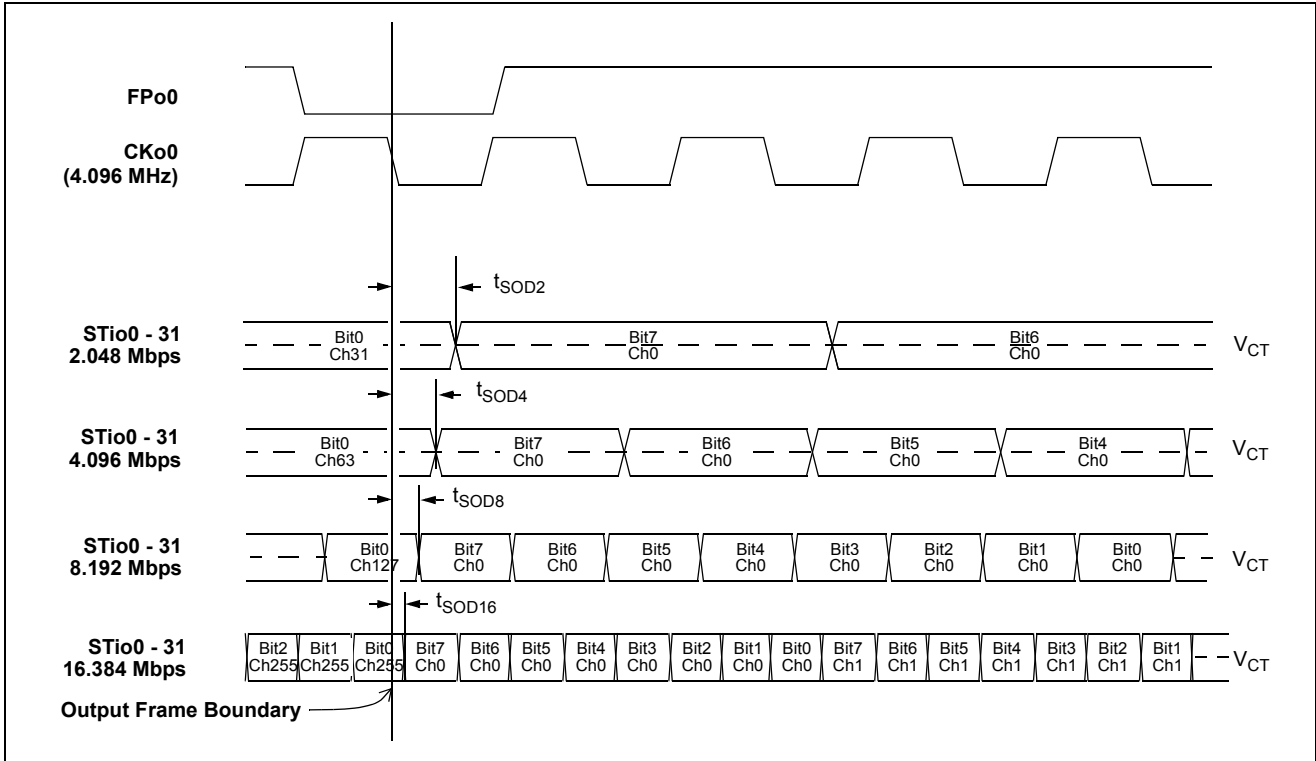 FPo0
CKo0
(4.096 MHz)
tSOD2
STio0 - 31
2.048 Mbps
Bit0 Bit7 Bit6
Ch31 Ch0 Ch0
VCT
tSOD4
STio0 - 31
4.096 Mbps
Bit0 Bit7 Bit6 Bit5 Bit4
Ch63 Ch0 Ch0 Ch0 Ch0
VCT
tSOD8
STio0 - 31
8.192 Mbps
Bit0 Bit7 Bit6 Bit5 Bit4 Bit3 Bit2 Bit1 Bit0
Ch127 Ch0 Ch0 Ch0 Ch0 Ch0 Ch0 Ch0 Ch0
VCT
tSOD16
STio0 - 31
16.384 Mbps
Bit2 Bit1 Bit0 Bit7 Bit6 Bit5 Bit4 Bit3 Bit2 Bit1 Bit0 Bit7 Bit6 Bit5 Bit4 Bit3 Bit2 Bit1
Ch255 Ch255 Ch255 Ch0 Ch0 Ch0 Ch0 Ch0 Ch0 Ch0 Ch0 Ch1 Ch1 Ch1 Ch1 Ch1 Ch1 Ch1
VCT
Output Frame Boundary